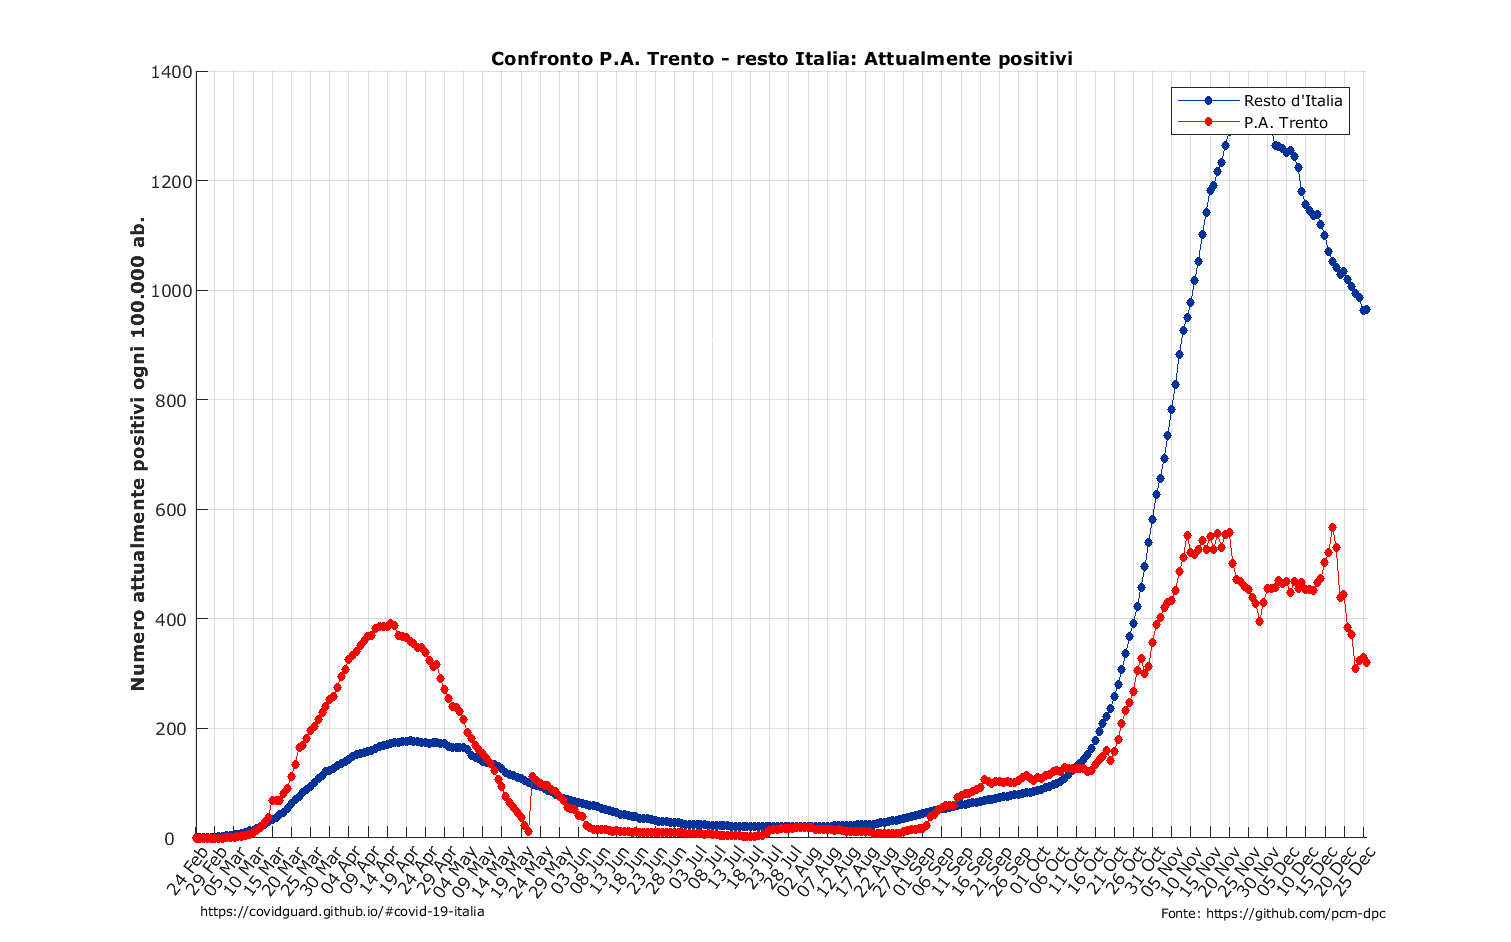 Confronto P.A. Trento - resto Italia: Attualmente positivi
Resto d'Italia
P.A. Trento
Numero attualmente positivi ogni 100.000 ab.
1400
1200
1000
800
600
400
200
0
24 Feb
29 Feb
05 Mar
10 Mar
15 Mar
20 Mar
25 Mar
30 Mar
04 Apr
09 Apr
14 Apr
19 Apr
24 Apr
29 Apr
04 May
09 May
14 May
19 May
24 May
29 May
03 Jun
08 Jun
13 Jun
18 Jun
23 Jun
28 Jun
03 Jul
08 Jul
13 Jul
18 Jul
23 Jul
28 Jul
02 Aug
07 Aug
12 Aug
17 Aug
22 Aug
27 Aug
01 Sep
06 Sep
11 Sep
16 Sep
21 Sep
26 Sep
01 Oct
06 Oct
11 Oct
16 Oct
21 Oct
26 Oct
31 Oct
05 Nov
10 Nov
15 Nov
20 Nov
25 Nov
30 Nov
05 Dec
10 Dec
15 Dec
20 Dec
25 Dec
https://covidguard.github.io/#covid-19-italia
Fonte: https://github.com/pcm-dpc